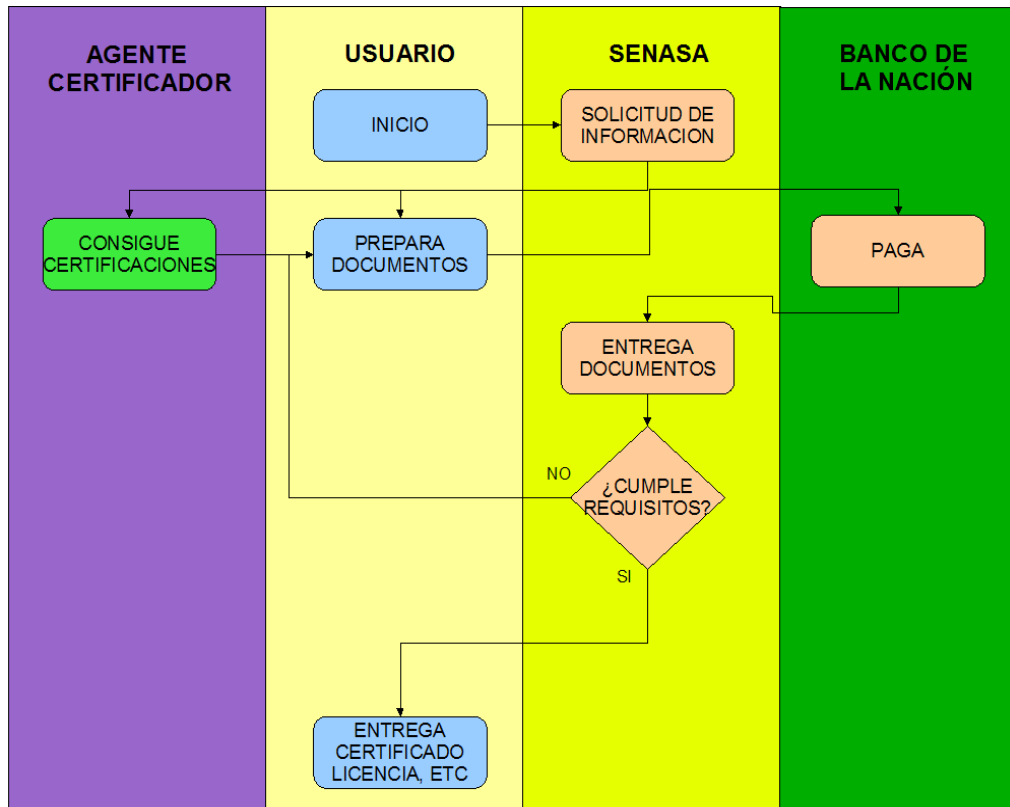 AGENTE
CERTIFICADOR
USUARIO
SENASA
BANCO DE
LA NACIÓN
INICIO
SOLICITUD DE
INFORMACION
CONSIGUE
CERTIFICACIONES
PREPARA
DOCUMENTOS
PAGA
ENTREGA
DOCUMENTOS
NO
¿CUMPLE
REQUISITOS?
SI
ENTREGA
CERTIFICADO
LICENCIA, ETC